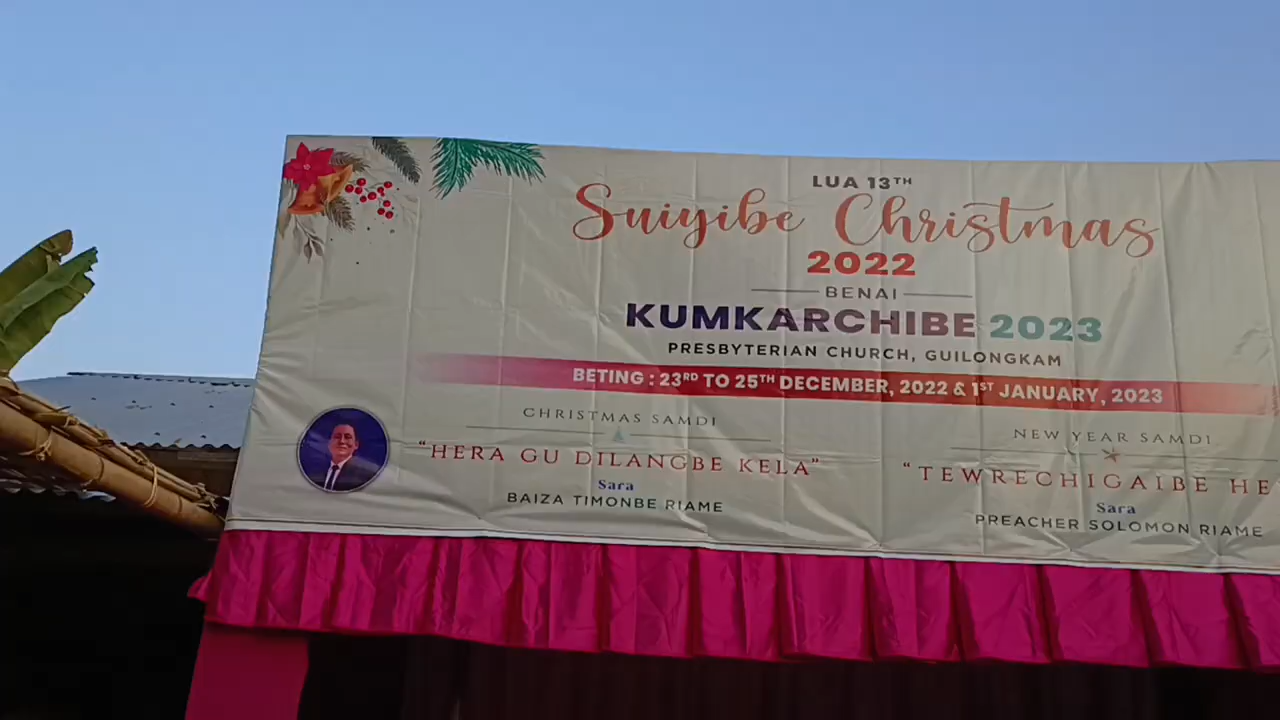 LUA 13TH
Suiyibe Christmas
2022
BENAI
KUMKARCHIBE 2023
PRESBYTERIAN CHURCH, GUILONGKAM
BETING : 23RD TO 25TH DECEMBER, 2022 & 1ST JANUARY, 2023
CHRISTMAS SAMDI
"HERA GU DILANGBE KELA"
Sara
BAIZA TIMONBE RIAME
NEW YEAR SAMDI
"TEWRECHIGAIBE HE
Sara
PREACHER SOLOMON RIAME